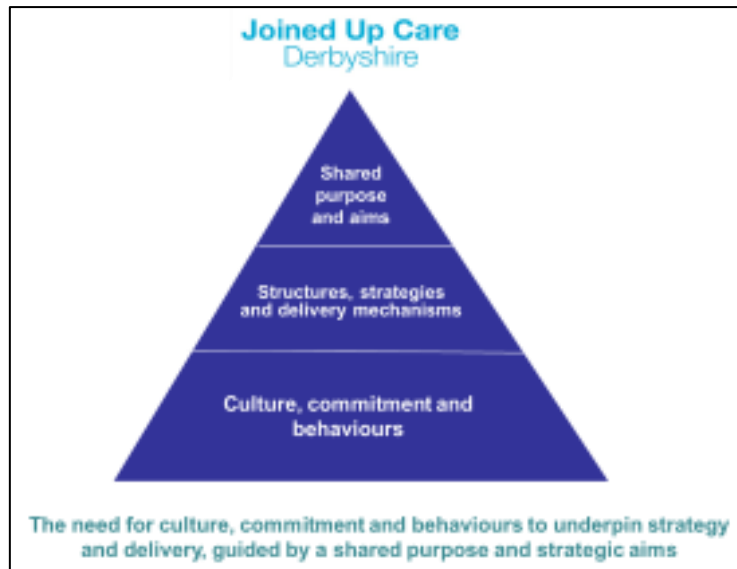 Joined Up Care
Derbyshire
Shared
purpose
and aims
Structures, strategies
and delivery mechanisms
Culture, commitment and
behaviours
The need for culture, commitment and behaviours to underpin strategy
and delivery, guided by a shared purpose and strategic aims